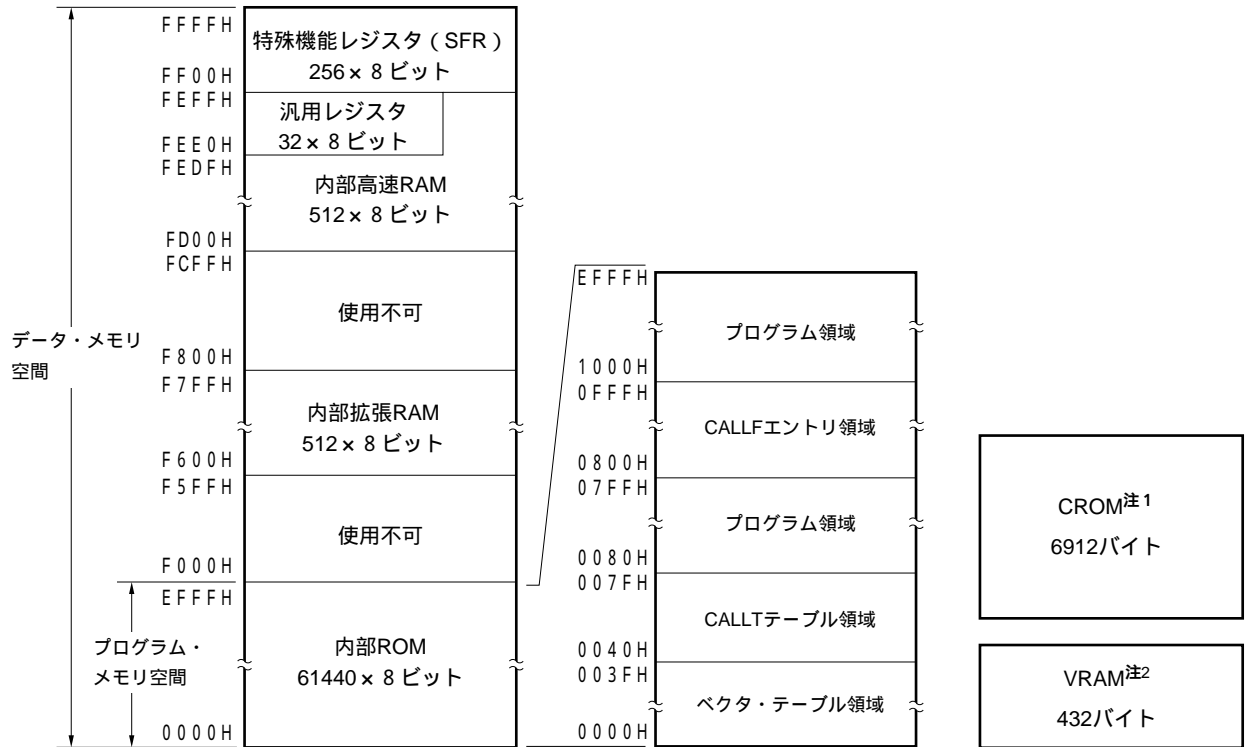 FFFFH
特殊機能レジスタ（SFR）
256×8ビット
FF00H
FEFFH
汎用レジスタ
32×8ビット
FEE0H
FEDFH
内部高速RAM
512×8ビット
FD00H
FCFFH
使用不可
データ・メモリ
空間
F800H
F7FFH
内部拡張RAM
512×8ビット
F600H
F5FFH
使用不可
F000H
EFFFH
プログラム・
メモリ空間
内部ROM
61440×8ビット
0000H
EFFFH
プログラム領域
1000H
0FFFH
CALLFエントリ領域
0800H
07FFH
プログラム領域
0080H
007FH
CALLTテーブル領域
0040H
003FH
ベクタ・テーブル領域
0000H
CROM注1
6912バイト
VRAM注2
432バイト